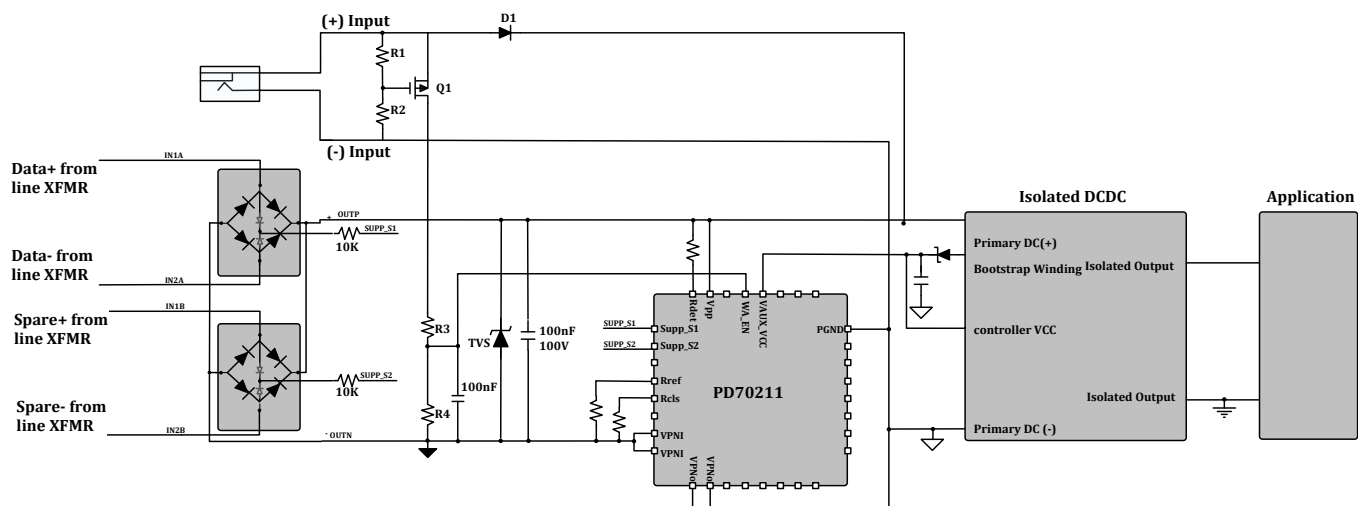 (+) Input
D1
R1
Q1
R2
(-) Input
Data+ from
line XFMR
IN1A
+ OUTP
SUPP_S1
10K
Data- from
line XFMR
IN2A
Spare+ from
line XFMR
IN1B
SUPP_S2
10K
Spare- from
line XFMR
IN2B
- OUTN
R3
100nF
R4
TVS
100nF
100V
SUPP_S1
SUPP_S2
Rdet
Vpp
WA_EN
VAUX_VCC
Supp_S1
Supp_S2
PGND
Rref
Rcls
PD70211
VPNI
VPNI
VPNo
VPNo
Isolated DCDC
Primary DC(+)
Bootstrap Winding
Isolated Output
controller VCC
Isolated Output
Primary DC (-)
Application